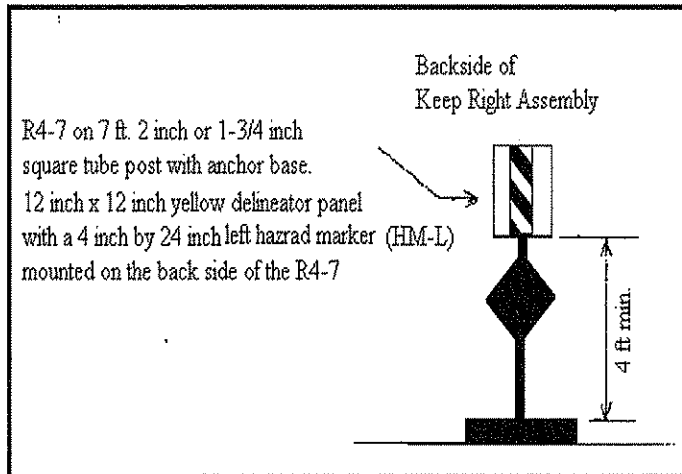 Backside of
Keep Right Assembly
R4-7 on 7 ft. 2 inch or 1-3/4 inch
square tube post with anchor base.
12 inch x 12 inch yellow delineator panel
with a 4 inch by 24 inch left hazrad marker (HM-L)
mounted on the back side of the R4-7
4 ft min.